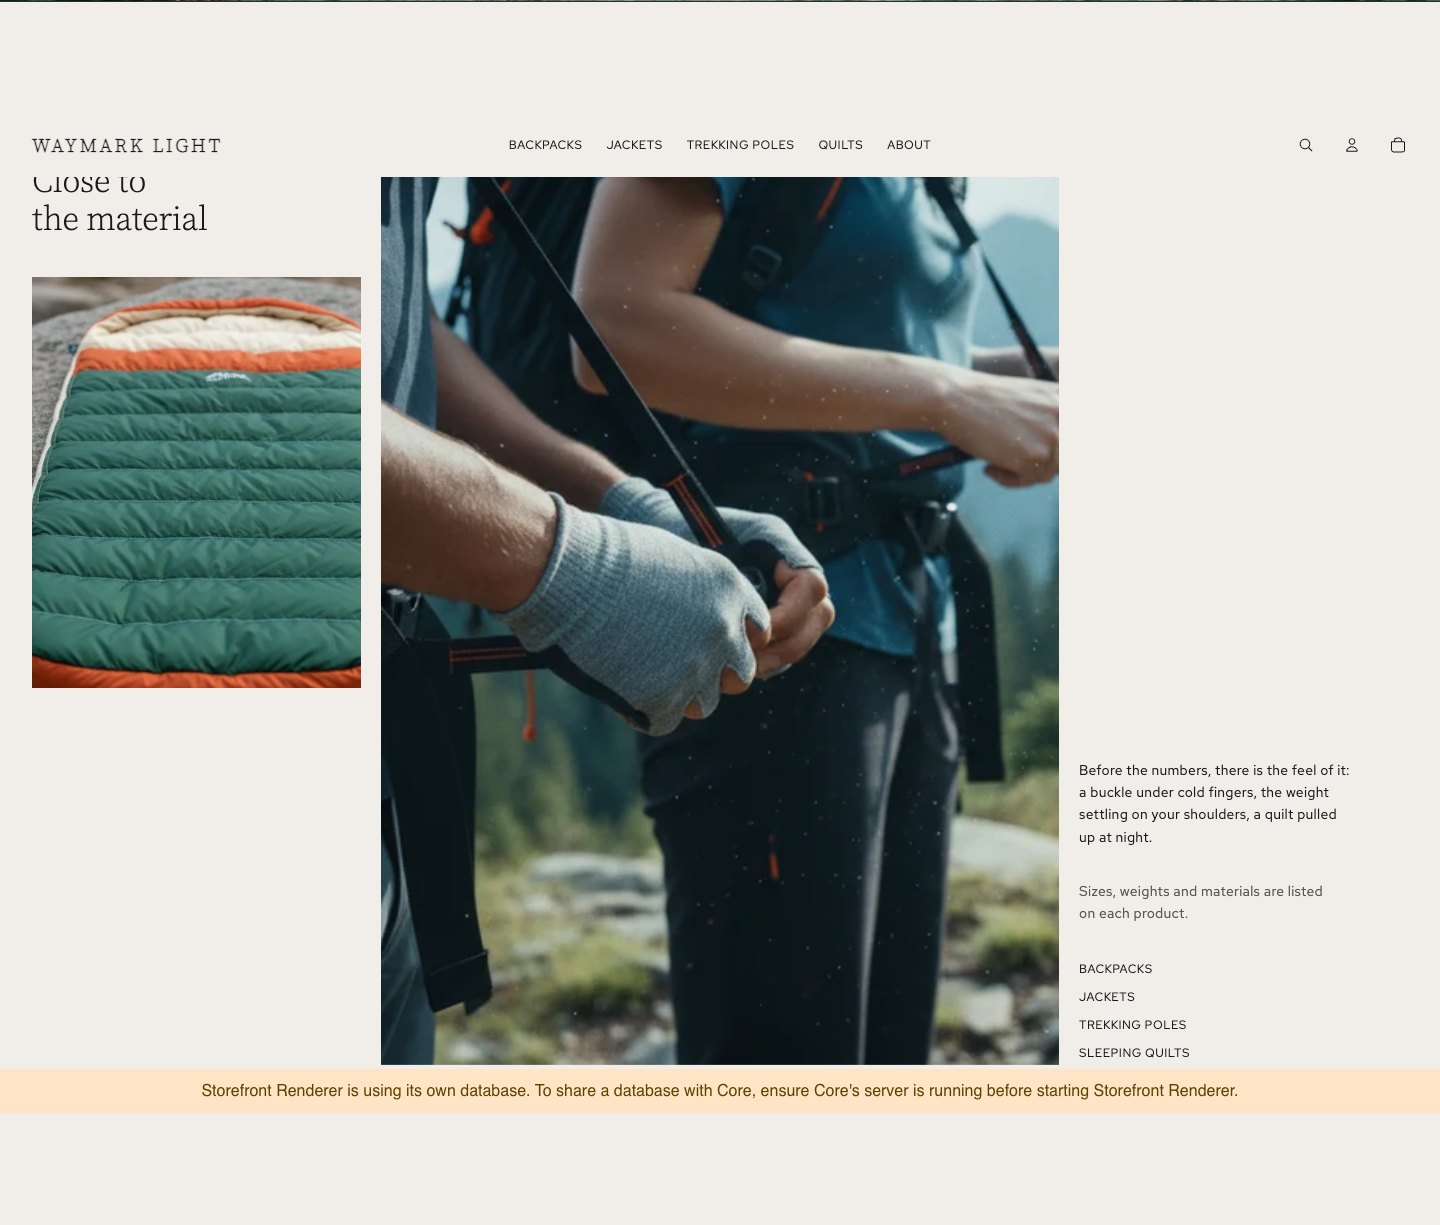 WAYMARK LIGHT
BACKPACKS JACKETS TREKKING POLES QUILTS ABOUT
Close to
the material
Before the numbers, there is the feel of it:
a buckle under cold fingers, the weight
settling on your shoulders, a quilt pulled
up at night.
Sizes, weights and materials are listed
on each product.
BACKPACKS
JACKETS
TREKKING POLES
SLEEPING QUILTS
Storefront Renderer is using its own database. To share a database with Core, ensure Core's server is running before starting Storefront Renderer.